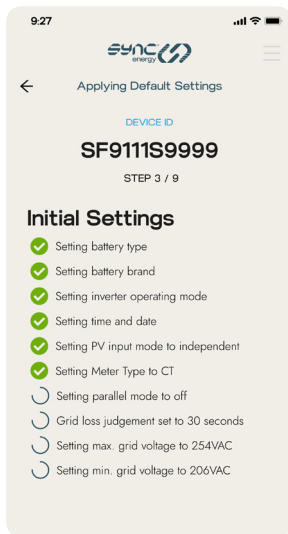 9:27
SYNC
energy
Applying Default Settings
DEVICE ID
SF9111S9999
STEP 3 / 9
Initial Settings
Setting battery type
Setting battery brand
Setting inverter operating mode
Setting time and date
Setting PV input mode to independent
Setting Meter Type to CT
Setting parallel mode to off
Grid loss judgement set to 30 seconds
Setting max. grid voltage to 254VAC
Setting min. grid voltage to 206VAC